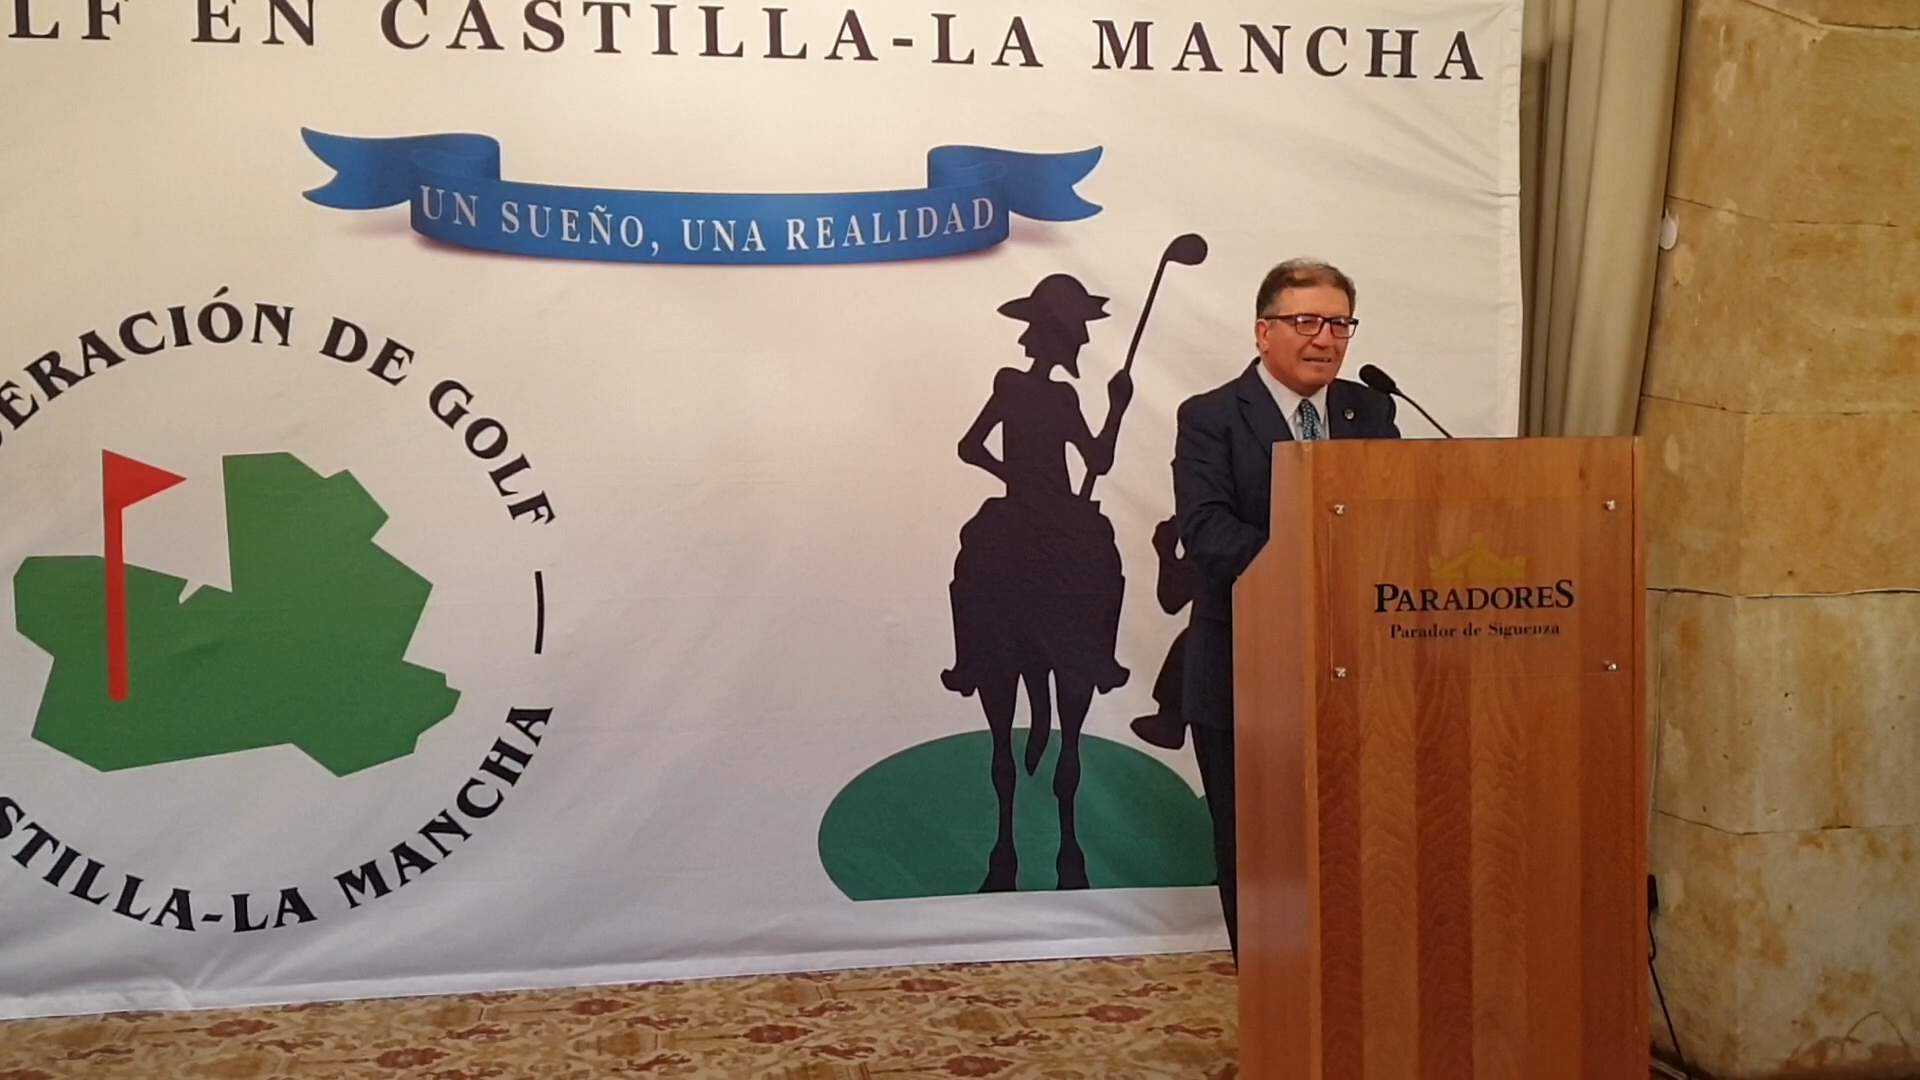 LF EN CASTILLA-LA MANCHA
UN SUEÑO, UNA REALIDAD
ERACIÓN DE GOLF
STILLA-LA MANCHA
PARADORES
Parador de Siguenza